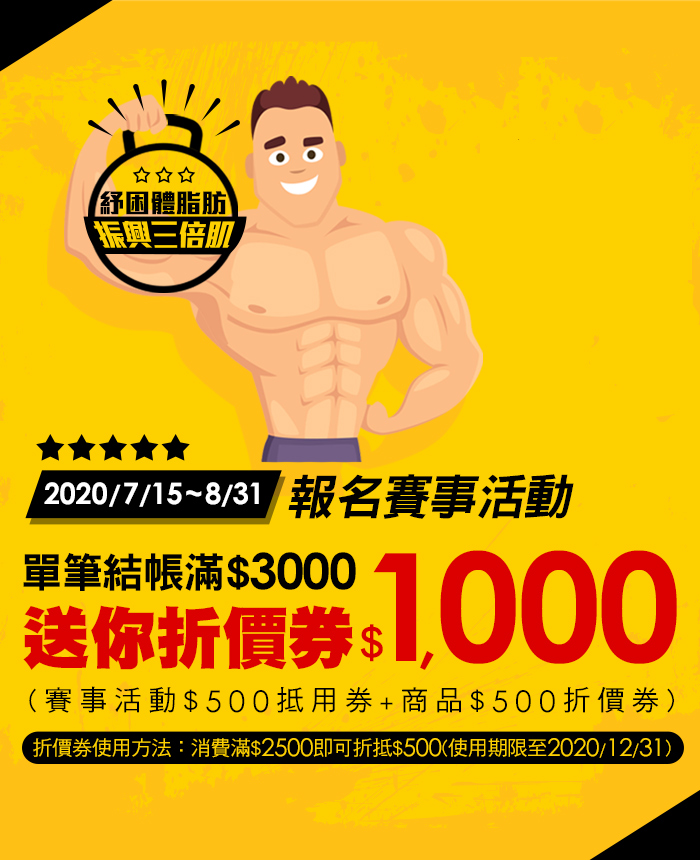 ☆☆☆
紓困體脂肪
振興三倍肌
★★★★★
2020/7/15~8/31 報名賽事活動
單筆結帳滿$3000
送你折價券$1,000
（賽事活動$500抵用券+商品$500折價券）
折價券使用方法：消費滿$2500即可折抵$500(使用期限至2020/12/31)